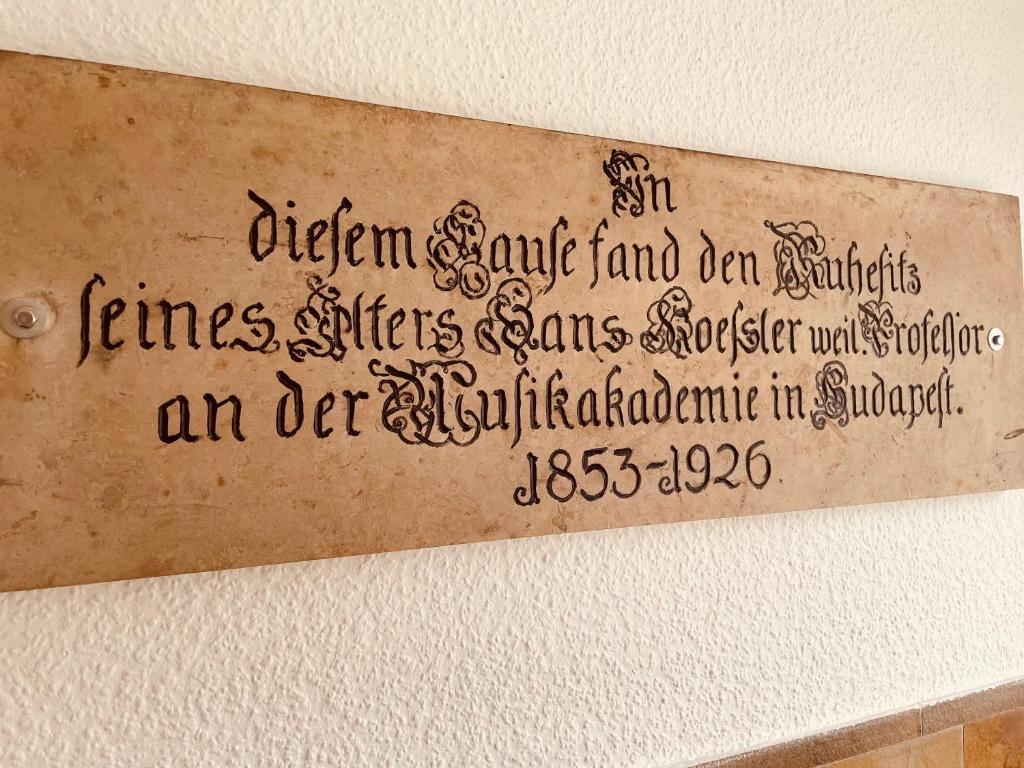 In
dieſem Hauſe fand den Ruheſitz
ſeines Alters Hans Koeſsler weil. Profeſſor
an der Muſikakademie in Budapeſt.
1853-1926.